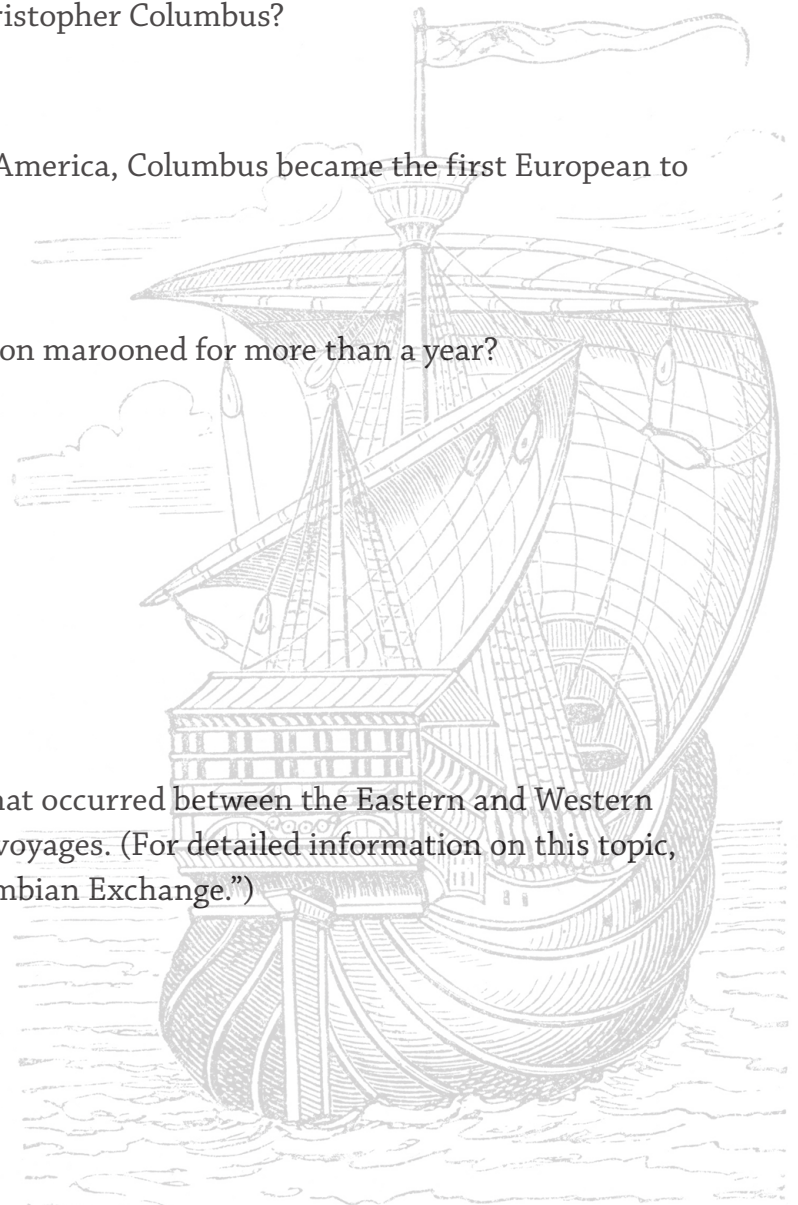 ristopher Columbus?
America, Columbus became the first European to
on marooned for more than a year?
hat occurred between the Eastern and Western
voyages. (For detailed information on this topic,
mbian Exchange.”)